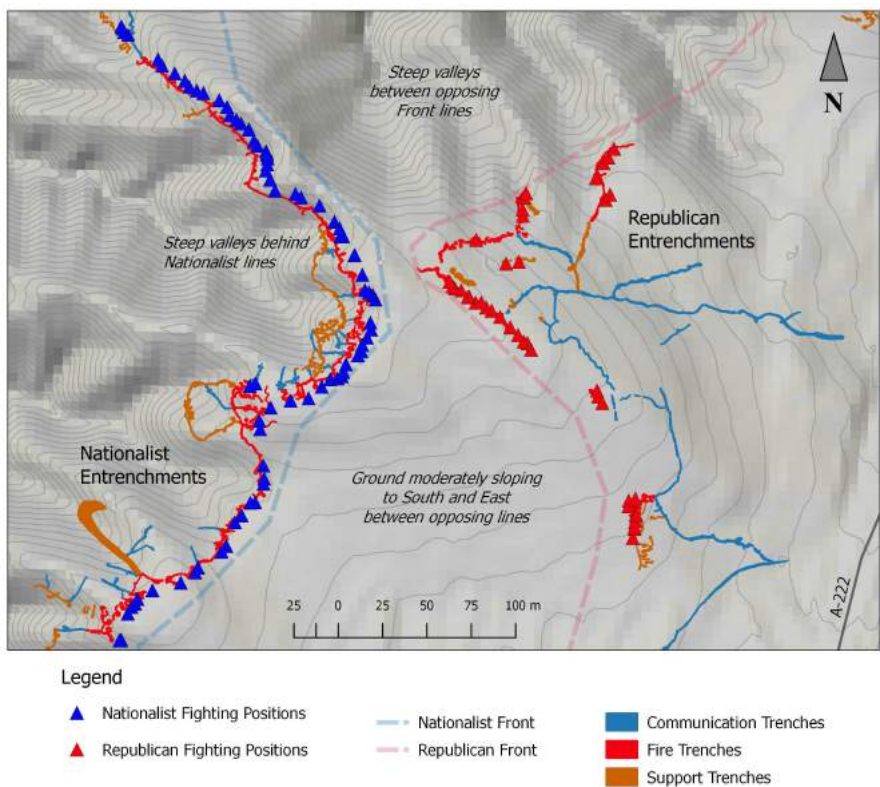 Steep valleys
between opposing
Front lines
N
Republican
Entrenchments
Steep valleys behind
Nationalist lines
Nationalist
Entrenchments
Ground moderately sloping
to South and East
between opposing lines
25 0 25 50 75 100 m
A-222
Legend
Nationalist Fighting Positions
Republican Fighting Positions
Nationalist Front
Republican Front
Communication Trenches
Fire Trenches
Support Trenches